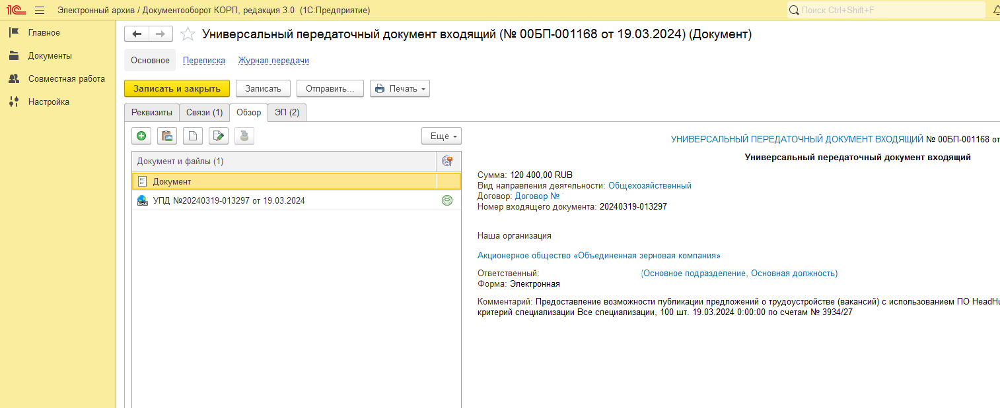 1С Электронный архив / Документооборот КОРП, редакция 3.0 (1С:Предприятие) Поиск Ctrl+Shift+F
Главное
Документы
Совместная работа
Настройка
Универсальный передаточный документ входящий (№ 00БП-001168 от 19.03.2024) (Документ)
Основное Переписка Журнал передачи
Записать и закрыть Записать Отправить... Печать
Реквизиты Связи (1) Обзор ЭП (2)
Еще
Документ и файлы (1)
Документ
УПД №20240319-013297 от 19.03.2024
УНИВЕРСАЛЬНЫЙ ПЕРЕДАТОЧНЫЙ ДОКУМЕНТ ВХОДЯЩИЙ № 00БП-001168 от
Универсальный передаточный документ входящий
Сумма: 120 400,00 RUB
Вид направления деятельности: Общехозяйственный
Договор: Договор №
Номер входящего документа: 20240319-013297
Наша организация
Акционерное общество «Объединенная зерновая компания»
Ответственный: (Основное подразделение, Основная должность)
Форма: Электронная
Комментарий: Предоставление возможности публикации предложений о трудоустройстве (вакансий) с использованием ПО HeadHu
критерий специализации Все специализации, 100 шт. 19.03.2024 0:00:00 по счетам № 3934/27